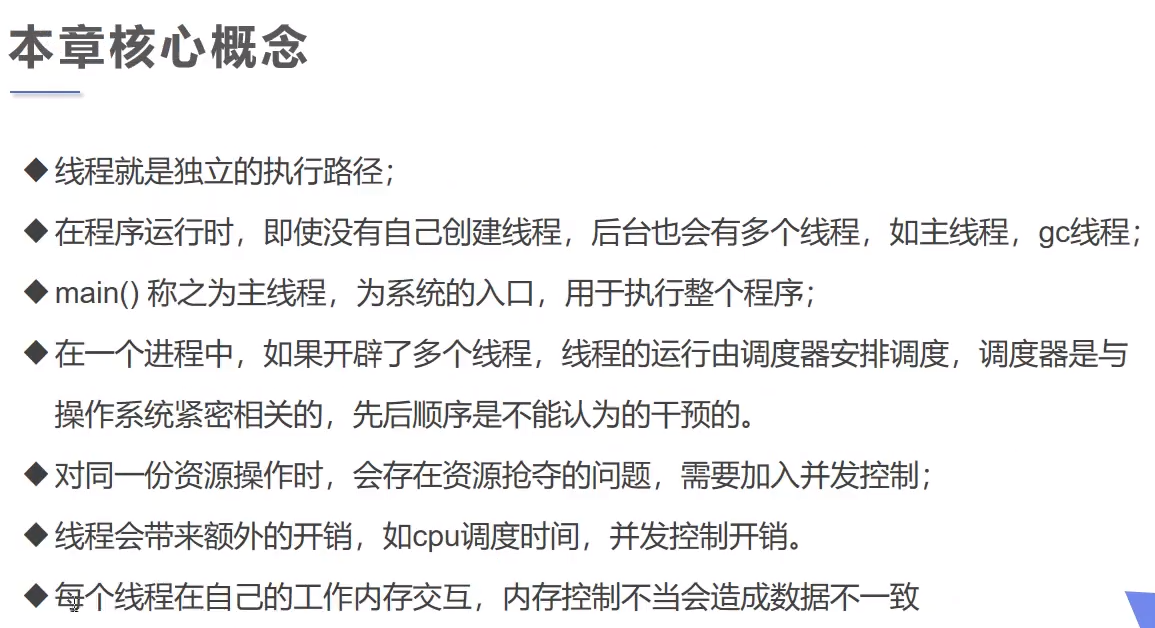 本章核心概念
◆线程就是独立的执行路径；
◆在程序运行时，即使没有自己创建线程，后台也会有多个线程，如主线程，gc线程；
◆main() 称之为主线程，为系统的入口，用于执行整个程序；
◆在一个进程中，如果开辟了多个线程，线程的运行由调度器安排调度，调度器是与
操作系统紧密相关的，先后顺序是不能认为的干预的。
◆对同一份资源操作时，会存在资源抢夺的问题，需要加入并发控制；
◆线程会带来额外的开销，如cpu调度时间，并发控制开销。
◆每个线程在自己的工作内存交互，内存控制不当会造成数据不一致